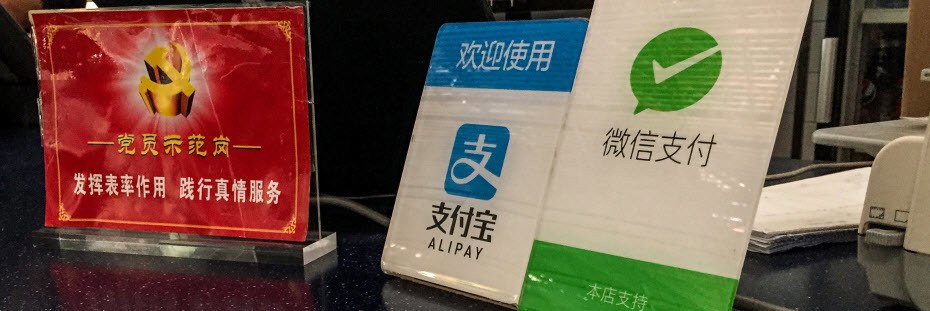 —党员示范岗—
发挥表率作用 践行真情服务
欢迎使用
支
支付宝
ALIPAY
微信支付
本店支持